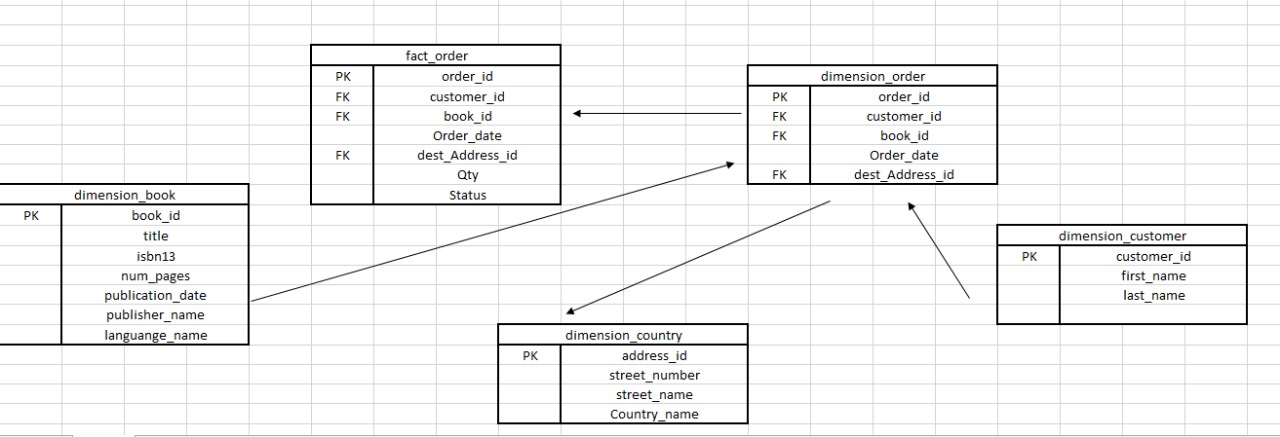 fact_order
PK order_id
FK customer_id
FK book_id
Order_date
FK dest_Address_id
Qty
Status
dimension_order
PK order_id
FK customer_id
FK book_id
Order_date
FK dest_Address_id
dimension_book
PK book_id
title
isbn13
num_pages
publication_date
publisher_name
languange_name
dimension_customer
PK customer_id
first_name
last_name
dimension_country
PK address_id
street_number
street_name
Country_name